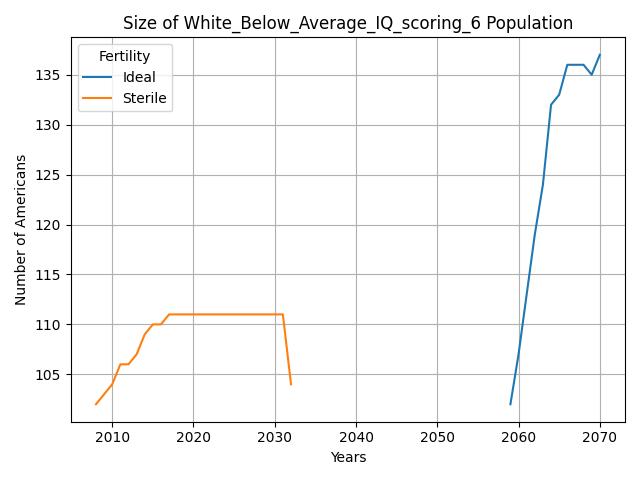 Size of White_Below_Average_IQ_scoring_6 Population
Fertility
Ideal
Sterile
Number of Americans
135
130
125
120
115
110
105
2010 2020 2030 2040 2050 2060 2070
Years